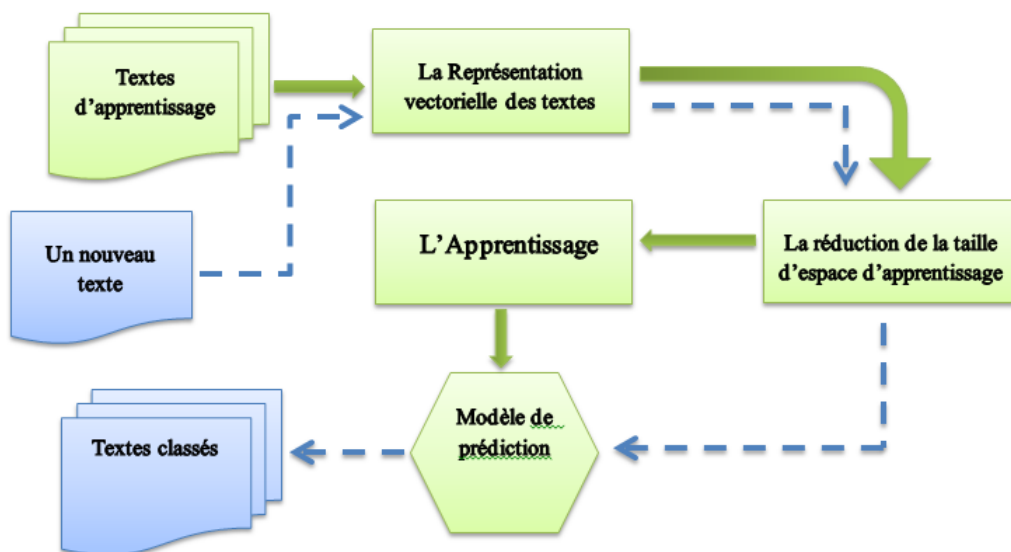 Textes
d'apprentissage
La Représentation
vectorielle des textes
Un nouveau
texte
L'Apprentissage
La réduction de la taille
d'espace d'apprentissage
Textes classés
Modèle de
prédiction